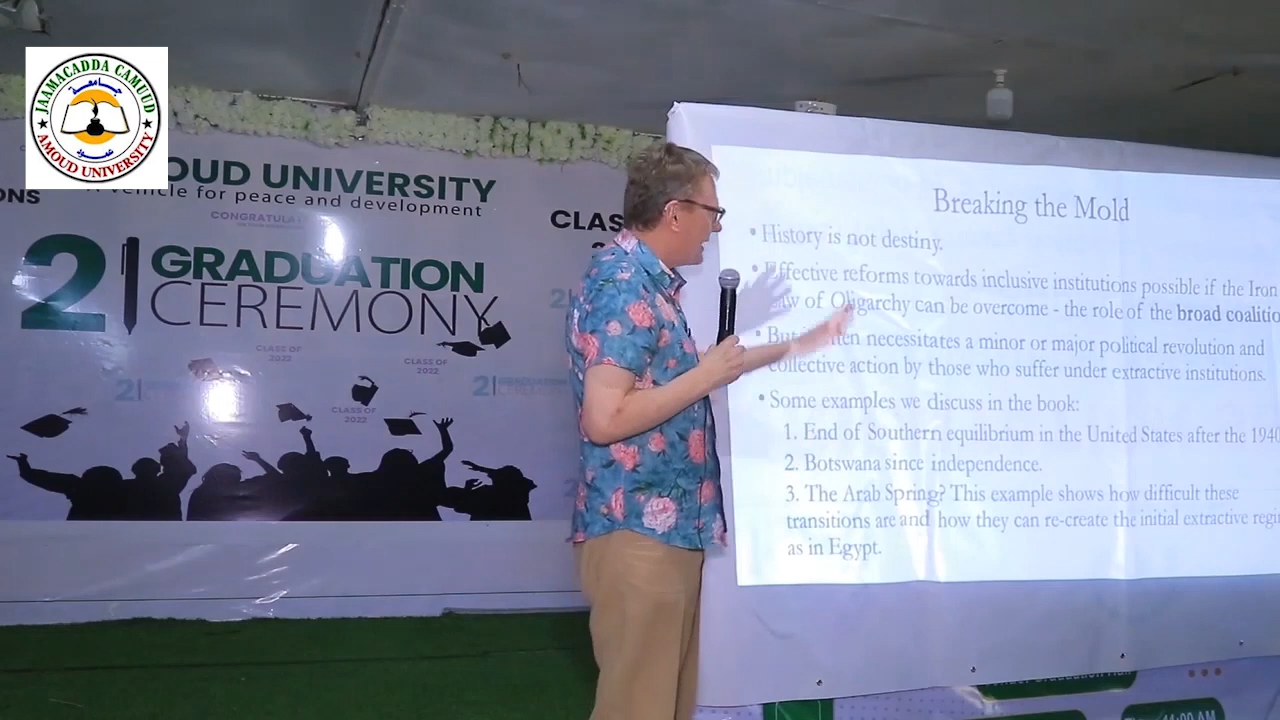 JAAMACADDA CAMUUD
AMOUD UNIVERSITY
OUD UNIVERSITY
A vehicle for peace and development
ONS
CLAS
2
GRADUATION
CEREMONY
CLASS OF
2022
CLASS OF
2022
CLASS OF
2022
Breaking the Mold
• History is not destiny.
• Effective reforms towards inclusive institutions possible if the Iron
Law of Oligarchy can be overcome - the role of the broad coalitio
• But often necessitates a minor or major political revolution and
collective action by those who suffer under extractive institutions.
• Some examples we discuss in the book:
1. End of Southern equilibrium in the United States after the 1940
2. Botswana since independence.
3. The Arab Spring? This example shows how difficult these
transitions are and how they can re-create the initial extractive regi
as in Egypt.
11:00 AM